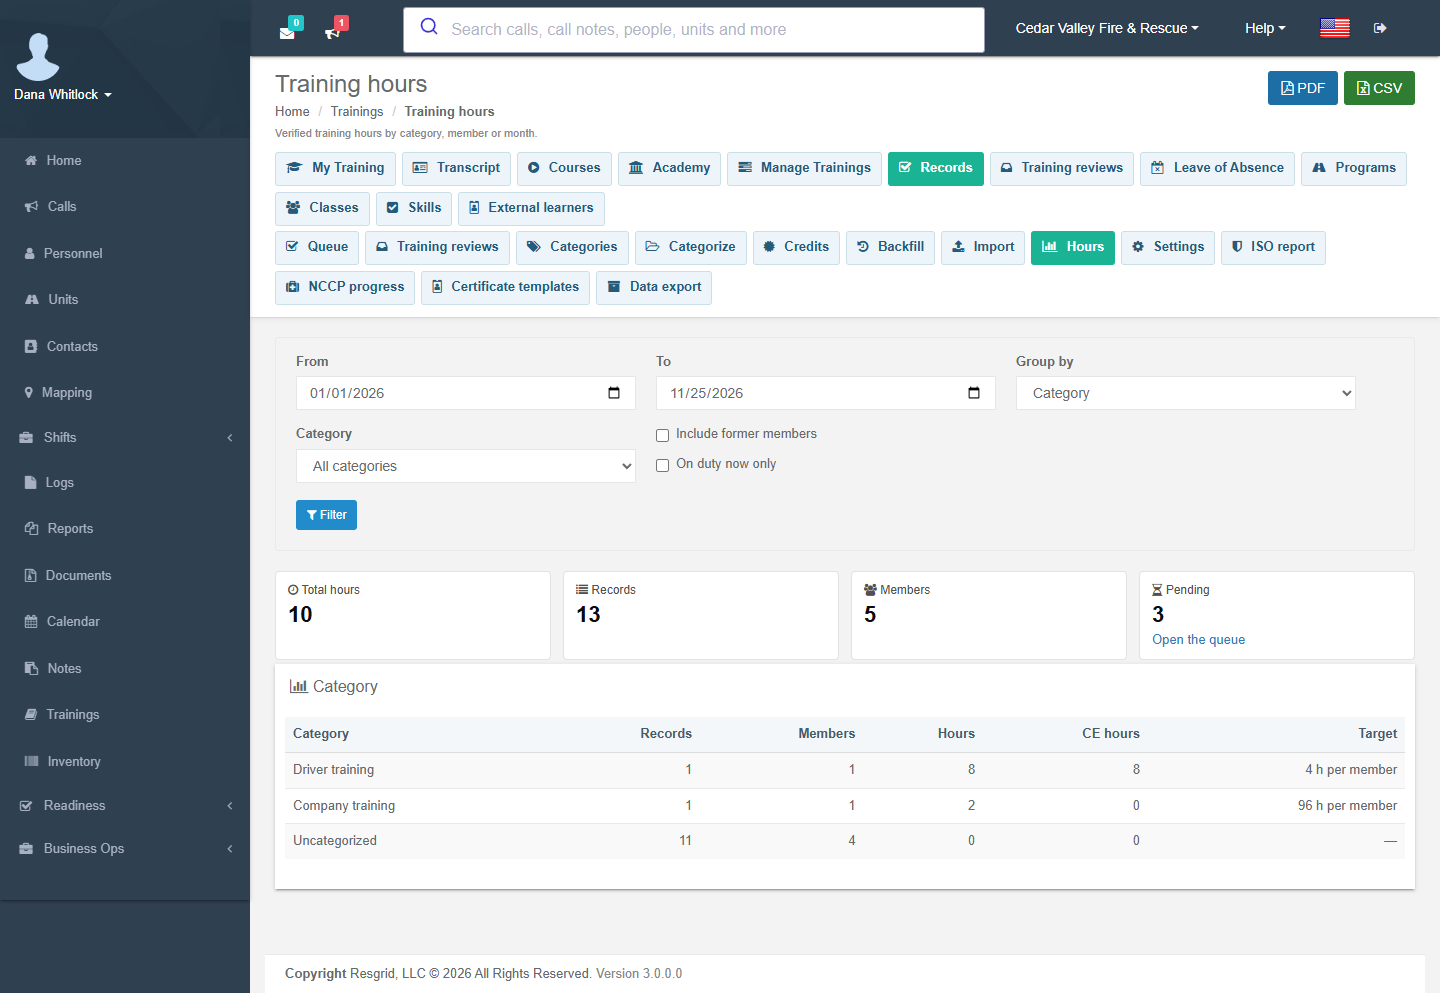 0
1
Search calls, call notes, people, units and more
Cedar Valley Fire & Rescue
Help
Dana Whitlock
Home
Calls
Personnel
Units
Contacts
Mapping
Shifts
Logs
Reports
Documents
Calendar
Notes
Trainings
Inventory
Readiness
Business Ops
Training hours
PDF
CSV
Home / Trainings / Training hours
Verified training hours by category, member or month.
My Training
Transcript
Courses
Academy
Manage Trainings
Records
Training reviews
Leave of Absence
Programs
Classes
Skills
External learners
Queue
Training reviews
Categories
Categorize
Credits
Backfill
Import
Hours
Settings
ISO report
NCCP progress
Certificate templates
Data export
From
To
Group by
01/01/2026
11/25/2026
Category
Category
Include former members
All categories
On duty now only
Filter
Total hours
10
Records
13
Members
5
Pending
3
Open the queue
Category
Category Records Members Hours CE hours Target
Driver training 1 1 8 8 4 h per member
Company training 1 1 2 0 96 h per member
Uncategorized 11 4 0 0 —
Copyright Resgrid, LLC © 2026 All Rights Reserved. Version 3.0.0.0